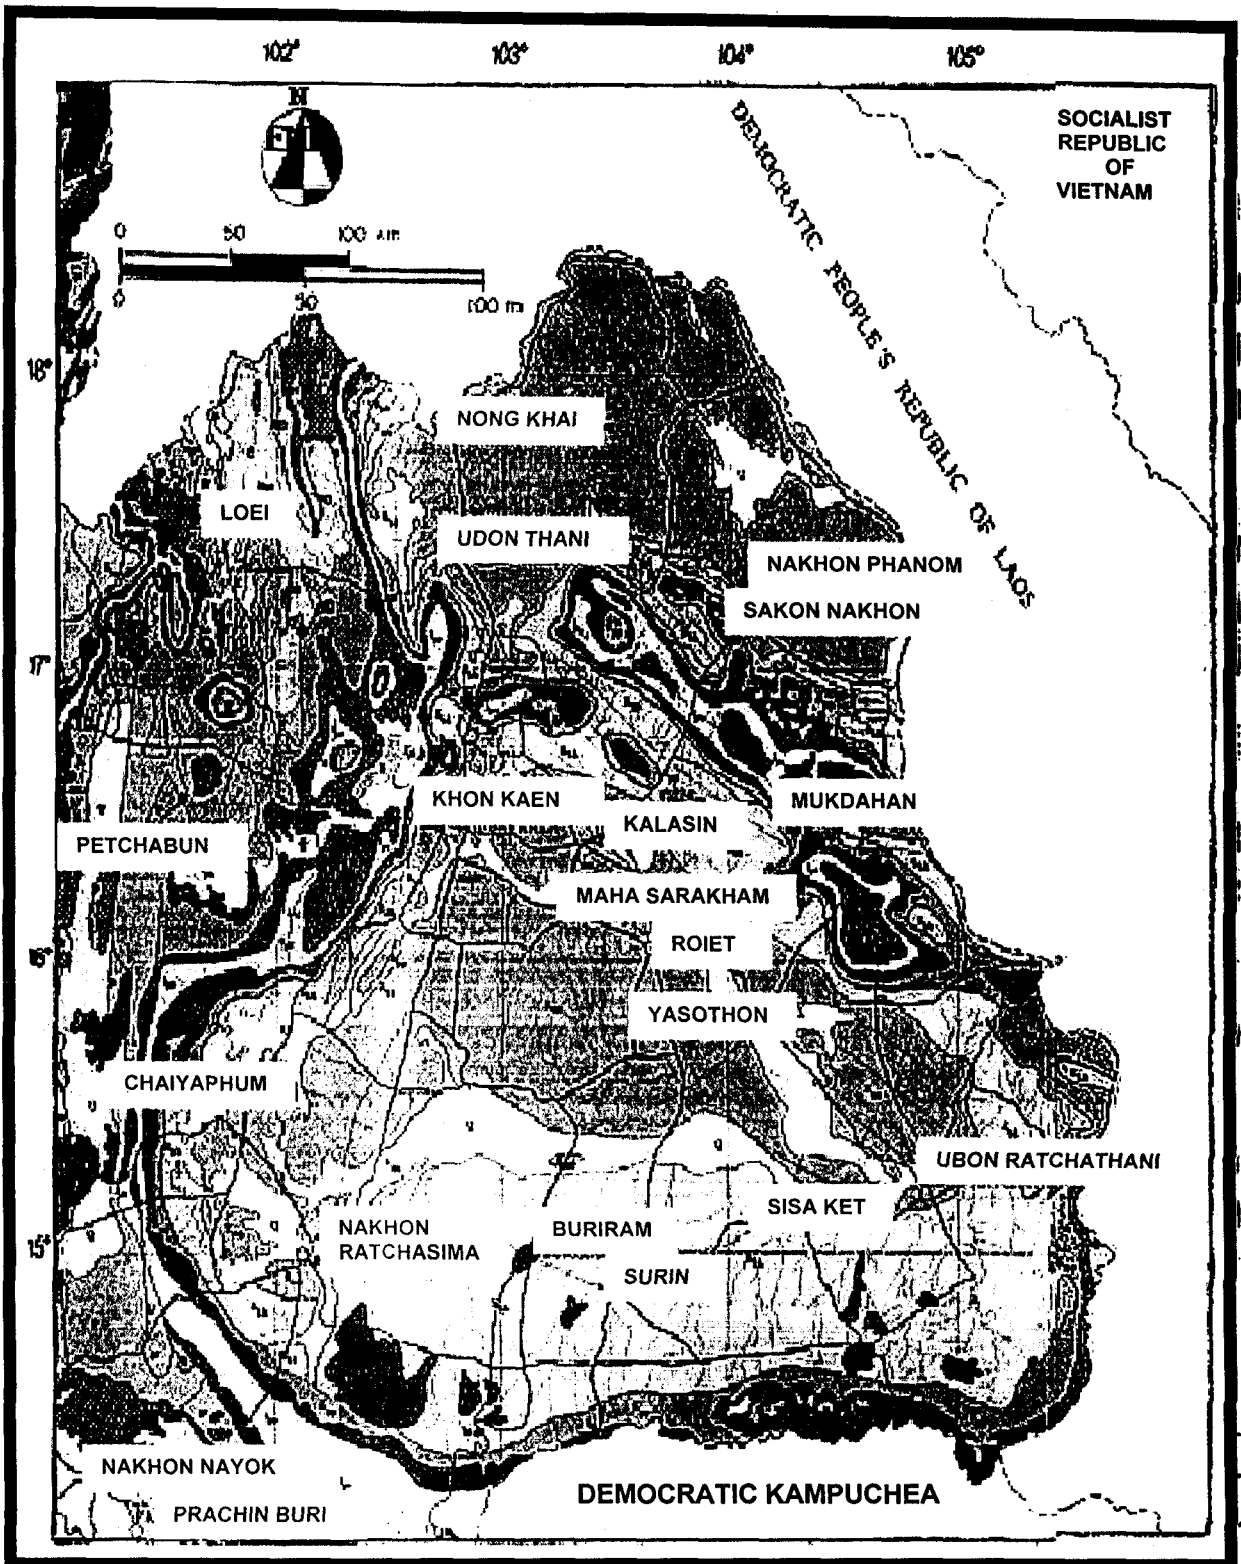 102° 103° 104° 105°
N
SOCIALIST
REPUBLIC
OF
VIETNAM
DEMOCRATIC PEOPLE'S REPUBLIC OF LAOS
0 50 100 km
0 50 100 mi
18°
NONG KHAI
LOEI
UDON THANI
NAKHON PHANOM
SAKON NAKHON
17°
KHON KAEN
MUKDAHAN
KALASIN
PETCHABUN
MAHA SARAKHAM
ROIET
16°
YASOTHON
CHAIYAPHUM
UBON RATCHATHANI
SISA KET
NAKHON
RATCHASIMA
BURIRAM
15°
SURIN
NAKHON NAYOK
DEMOCRATIC KAMPUCHEA
PRACHIN BURI